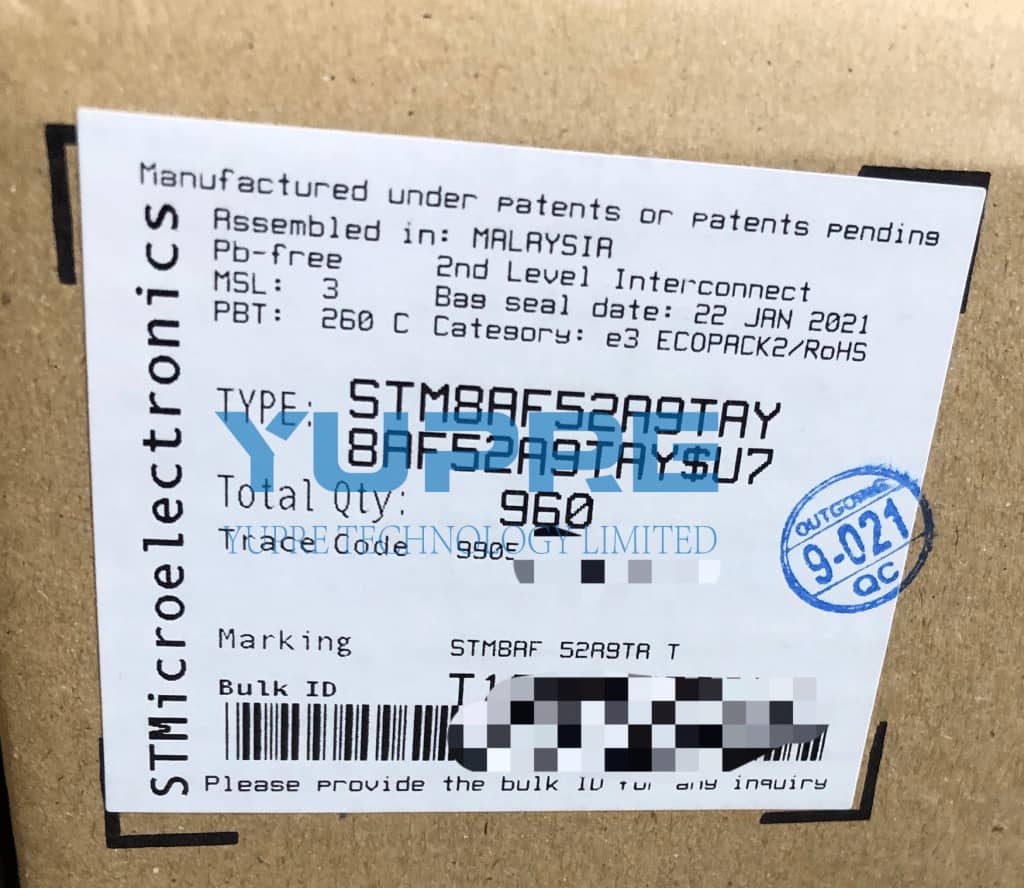 Manufactured under patents or patents pending
Assembled in: MALAYSIA
Pb-free 2nd Level Interconnect
MSL: 3 Bag seal date: 22 JAN 2021
PBT: 260 C Category: e3 ECOPACK2/RoHS
STMicroelectronics
TYPE: STM8AF52A9TAY
8AF52A9TAY$U7
YUPRE
Total Qty: 960
YUPRE TECHNOLOGY LIMITED
Trace Code 9905
OUTGOING
9-021
QC
Marking STM8AF 52A9TA T
Bulk ID
Please provide the bulk ID for any inquiry